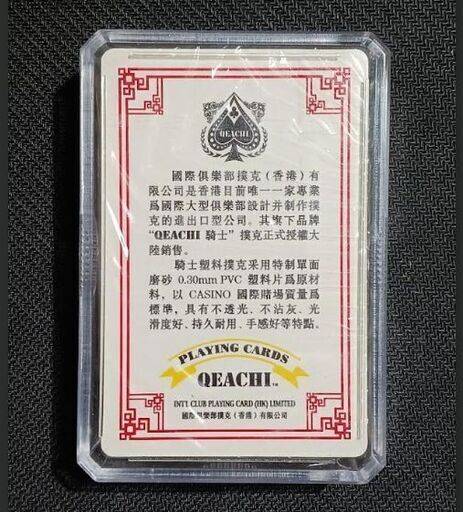 QEACHI
國際俱樂部撲克（香港）有
限公司是香港目前唯一一家專業
爲國際大型俱樂部設計并制作撲
克的進出口型公司。其旗下品牌
“QEACHI 騎士”撲克正式授權大
陸銷售。
騎士塑料撲克采用特制單面
磨砂 0.30mm PVC 塑料片爲原材
料，以 CASINO 國際賭場質量爲
標準，具有不透光、不沾灰、光
滑度好、持久耐用、手感好等特點。
PLAYING CARDS
QEACHI™
INT'L CLUB PLAYING CARD (HK) LIMITED
國際俱樂部撲克（香港）有限公司